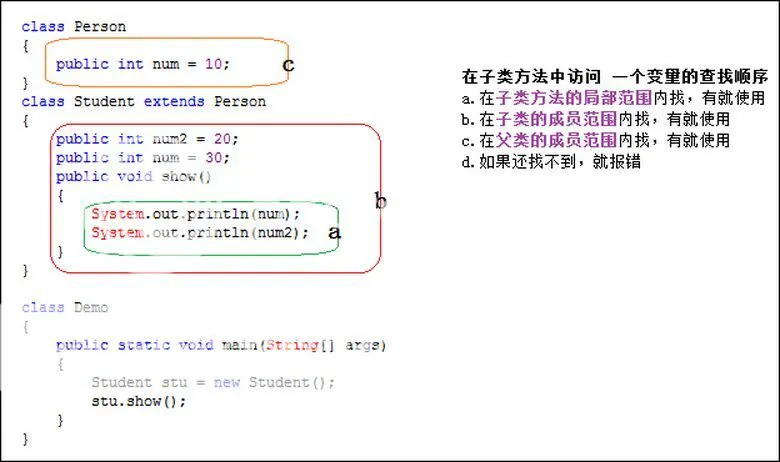 class Person
{
public int num = 10;
c
}
class Student extends Person
{
public int num2 = 20;
public int num = 30;
public void show()
{
System.out.println(num);
System.out.println(num2);
a
b
}
}
class Demo
{
public static void main(String[] args)
{
Student stu = new Student();
stu.show();
}
}
在子类方法中访问 一个变量的查找顺序
a. 在子类方法的局部范围内找，有就使用
b. 在子类的成员范围内找，有就使用
c. 在父类的成员范围内找，有就使用
d. 如果还找不到，就报错